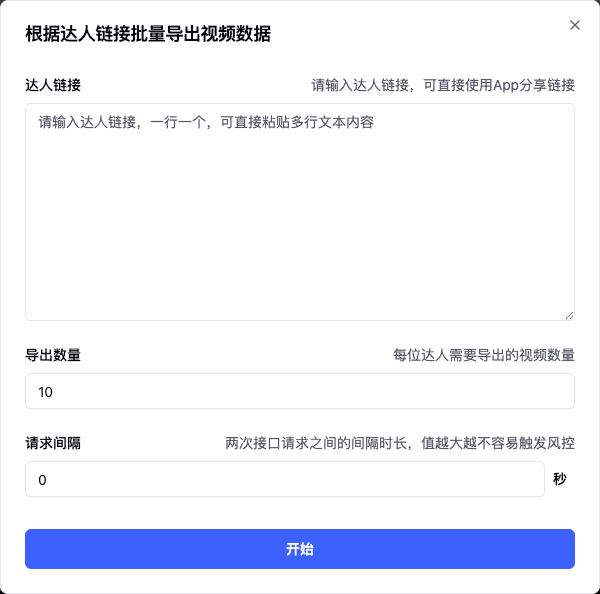 根据达人链接批量导出视频数据
达人链接 请输入达人链接，可直接使用App分享链接
请输入达人链接，一行一个，可直接粘贴多行文本内容
导出数量 每位达人需要导出的视频数量
10
请求间隔 两次接口请求之间的间隔时长，值越大越不容易触发风控
0 秒
开始